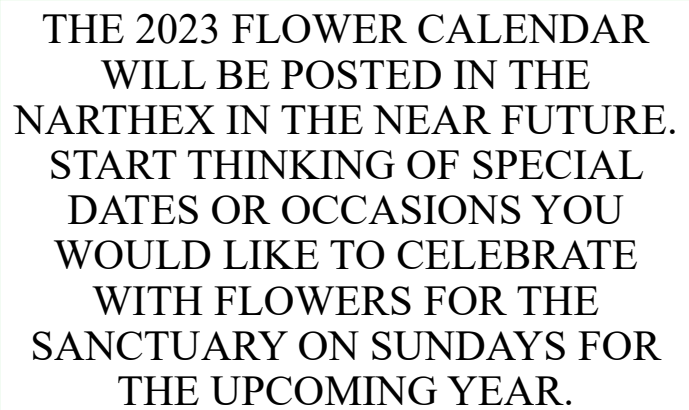 THE 2023 FLOWER CALENDAR
WILL BE POSTED IN THE
NARTHEX IN THE NEAR FUTURE.
START THINKING OF SPECIAL
DATES OR OCCASIONS YOU
WOULD LIKE TO CELEBRATE
WITH FLOWERS FOR THE
SANCTUARY ON SUNDAYS FOR
THE UPCOMING YEAR.